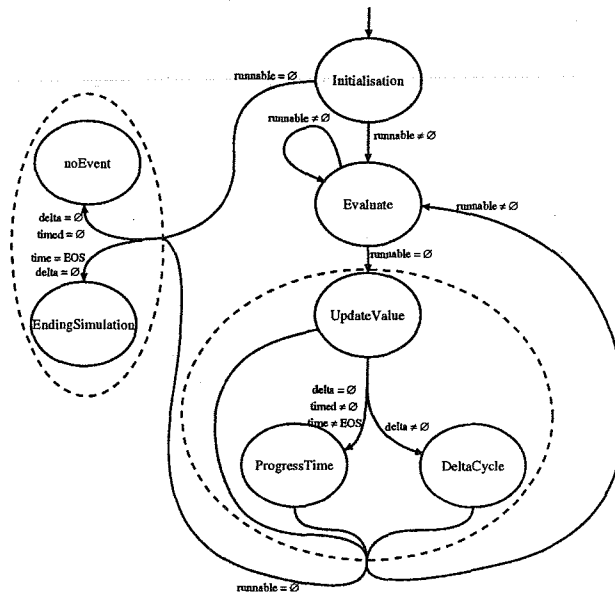 runnable = ∅
Initialisation
runnable ≠ ∅
runnable ≠ ∅
noEvent
Evaluate
runnable ≠ ∅
delta = ∅
timed = ∅
runnable = ∅
time = EOS
delta = ∅
EndingSimulation
UpdateValue
delta = ∅
timed ≠ ∅
time ≠ EOS
delta ≠ ∅
ProgressTime
DeltaCycle
runnable = ∅